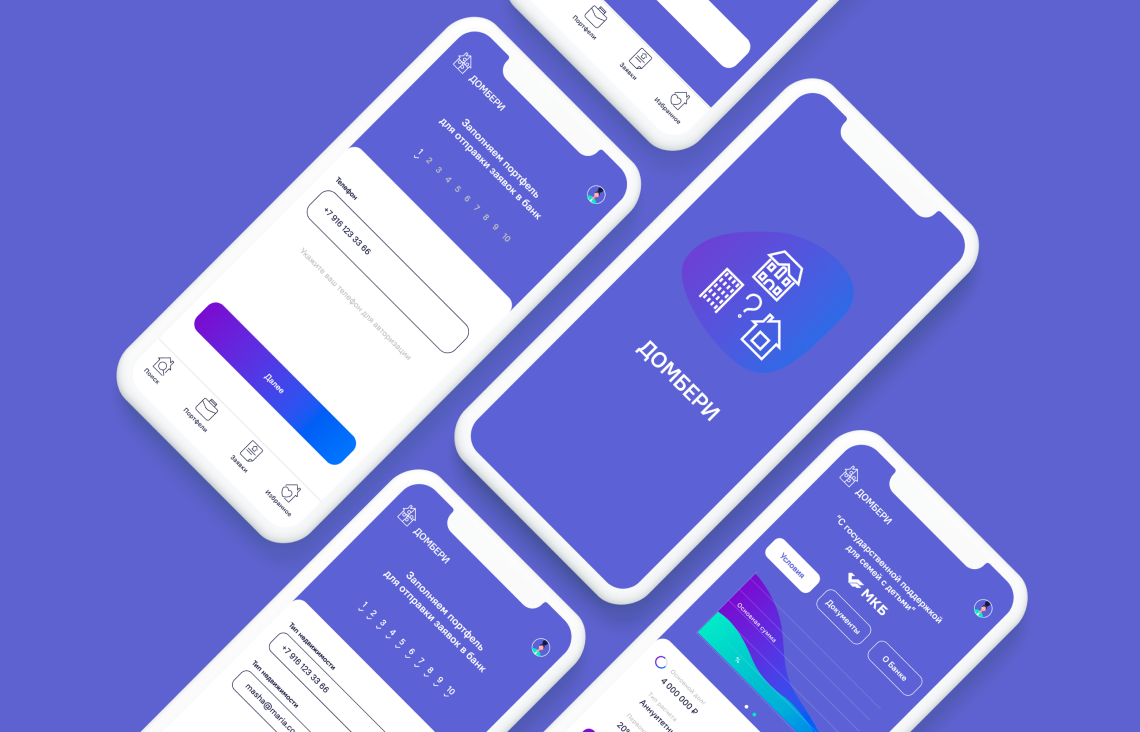 Портфели
Заявки
Избранное
ДОМБЕРИ
Заполняем портфель
для отправки заявок в банк
1 2 3 4 5 6 7 8 9 10
Телефон
+7 916 123 33 66
Укажите ваш телефон для авторизации
Далее
Поиск
Портфели
Заявки
Избранное
?
ДОМБЕРИ
ДОМБЕРИ
Заполняем портфель
для отправки заявок в банк
1 2 3 4 5 6 7 8 9 10
Тип недвижимости
+7 916 123 33 66
Тип недвижимости
masha@maria.co
ДОМБЕРИ
"С государственной поддержкой
для семей с детьми"
МКБ
Условия
Документы
О Банке
Основная сумма
%
Основной долг
4 000 000 ₽
Тип расчета
Аннуитетн
20%